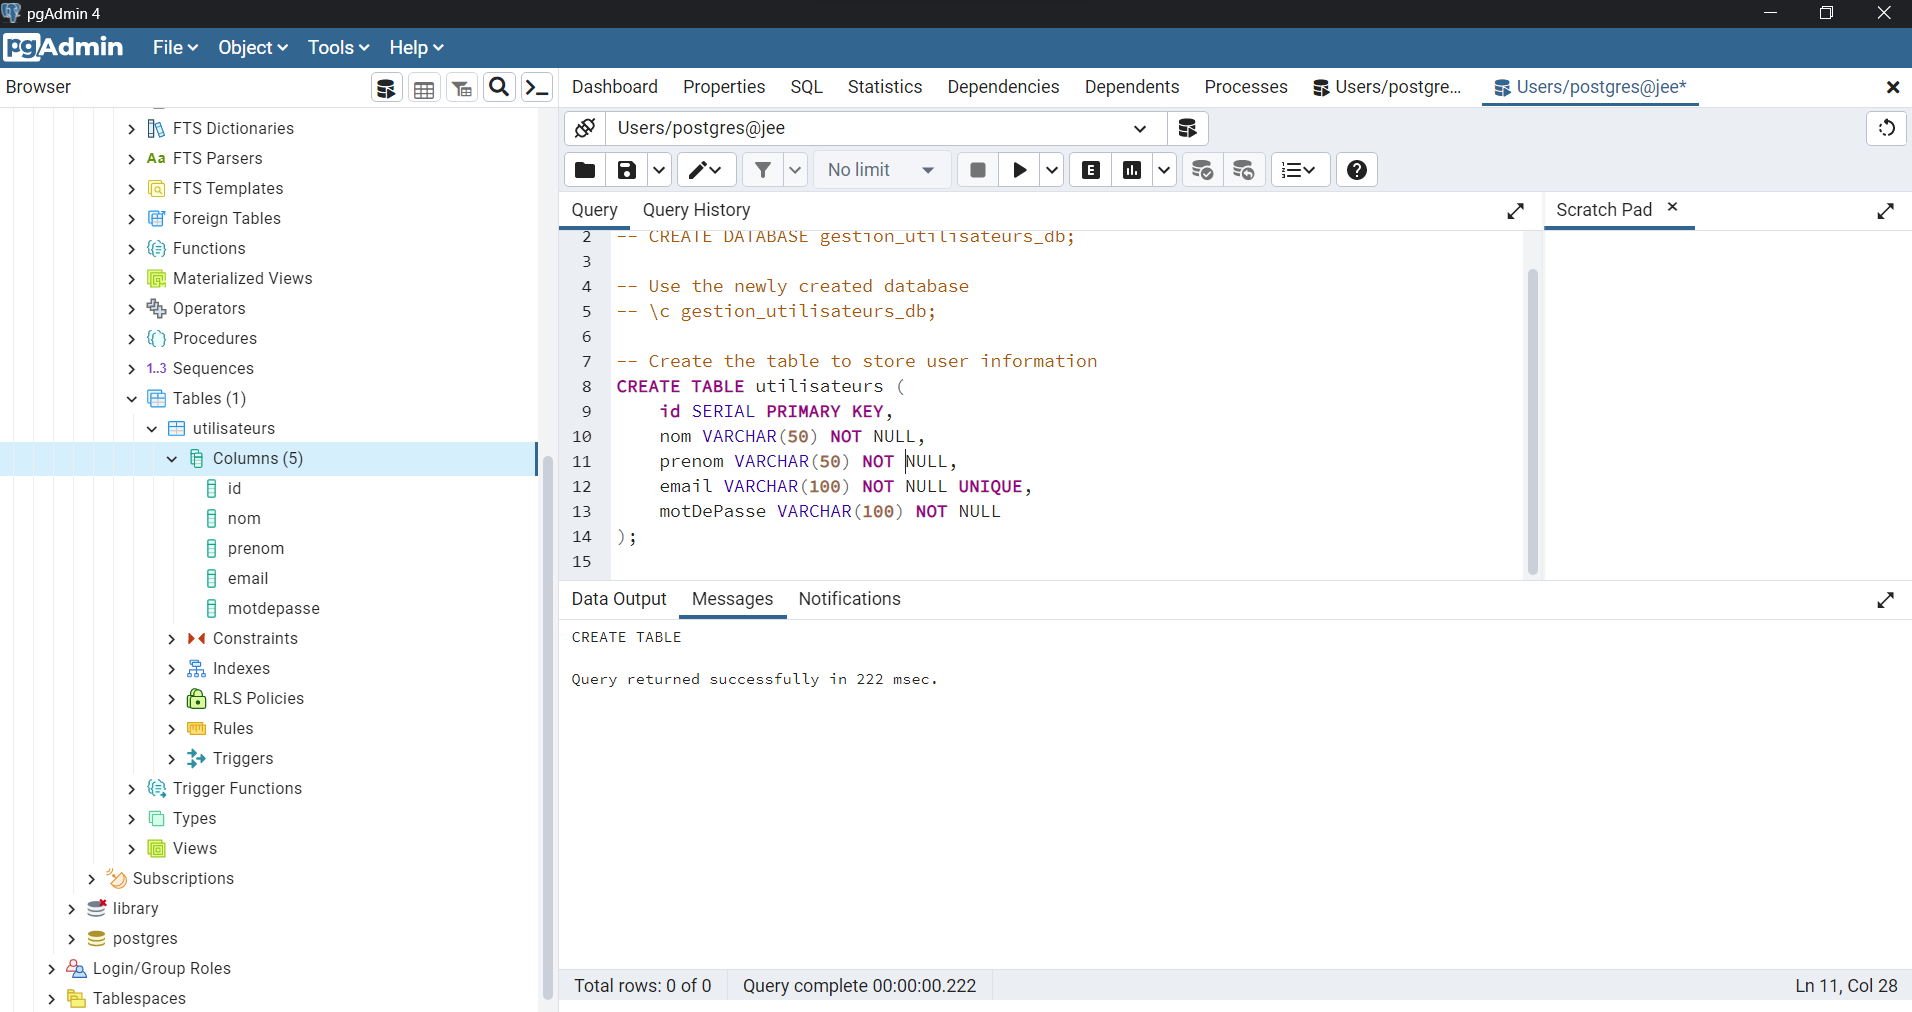 pgAdmin 4
pgAdmin File Object Tools Help
Browser
Dashboard Properties SQL Statistics Dependencies Dependents Processes Users/postgre... Users/postgres@jee*
Users/postgres@jee
No limit
Query Query History
Scratch Pad
FTS Dictionaries
Aa FTS Parsers
FTS Templates
Foreign Tables
Functions
Materialized Views
Operators
Procedures
1..3 Sequences
Tables (1)
utilisateurs
Columns (5)
id
nom
prenom
email
motdepasse
Constraints
Indexes
RLS Policies
Rules
Triggers
Trigger Functions
Types
Views
Subscriptions
library
postgres
Login/Group Roles
Tablespaces
2 -- CREATE DATABASE gestion_utilisateurs_db;
3
4 -- Use the newly created database
5 -- \c gestion_utilisateurs_db;
6
7 -- Create the table to store user information
8 CREATE TABLE utilisateurs (
9 id SERIAL PRIMARY KEY,
10 nom VARCHAR(50) NOT NULL,
11 prenom VARCHAR(50) NOT NULL,
12 email VARCHAR(100) NOT NULL UNIQUE,
13 motDePasse VARCHAR(100) NOT NULL
14 );
15
Data Output Messages Notifications
CREATE TABLE
Query returned successfully in 222 msec.
Total rows: 0 of 0 Query complete 00:00:00.222 Ln 11, Col 28